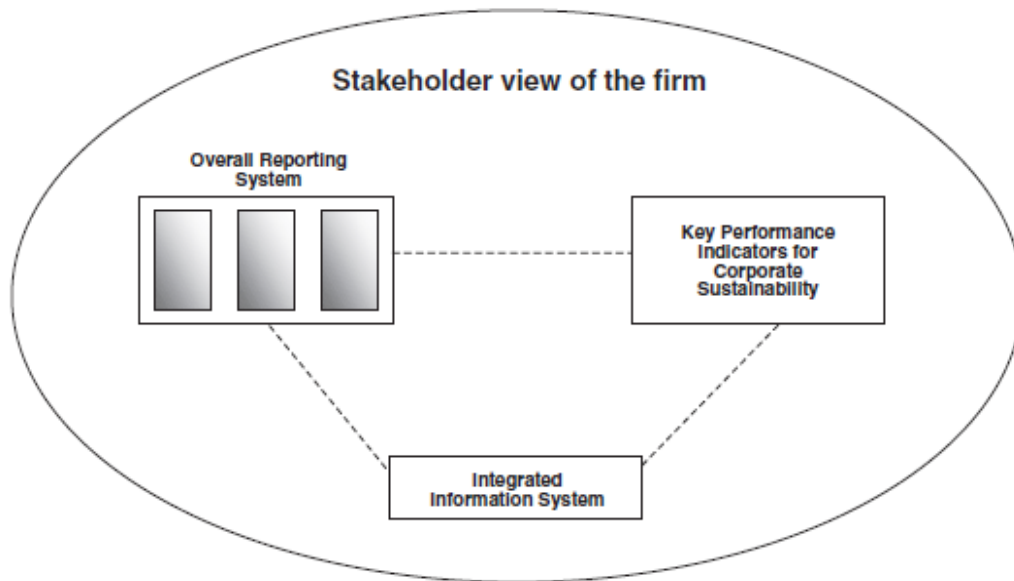 Stakeholder view of the firm
Overall Reporting
System
Key Performance
Indicators for
Corporate
Sustainability
Integrated
Information System